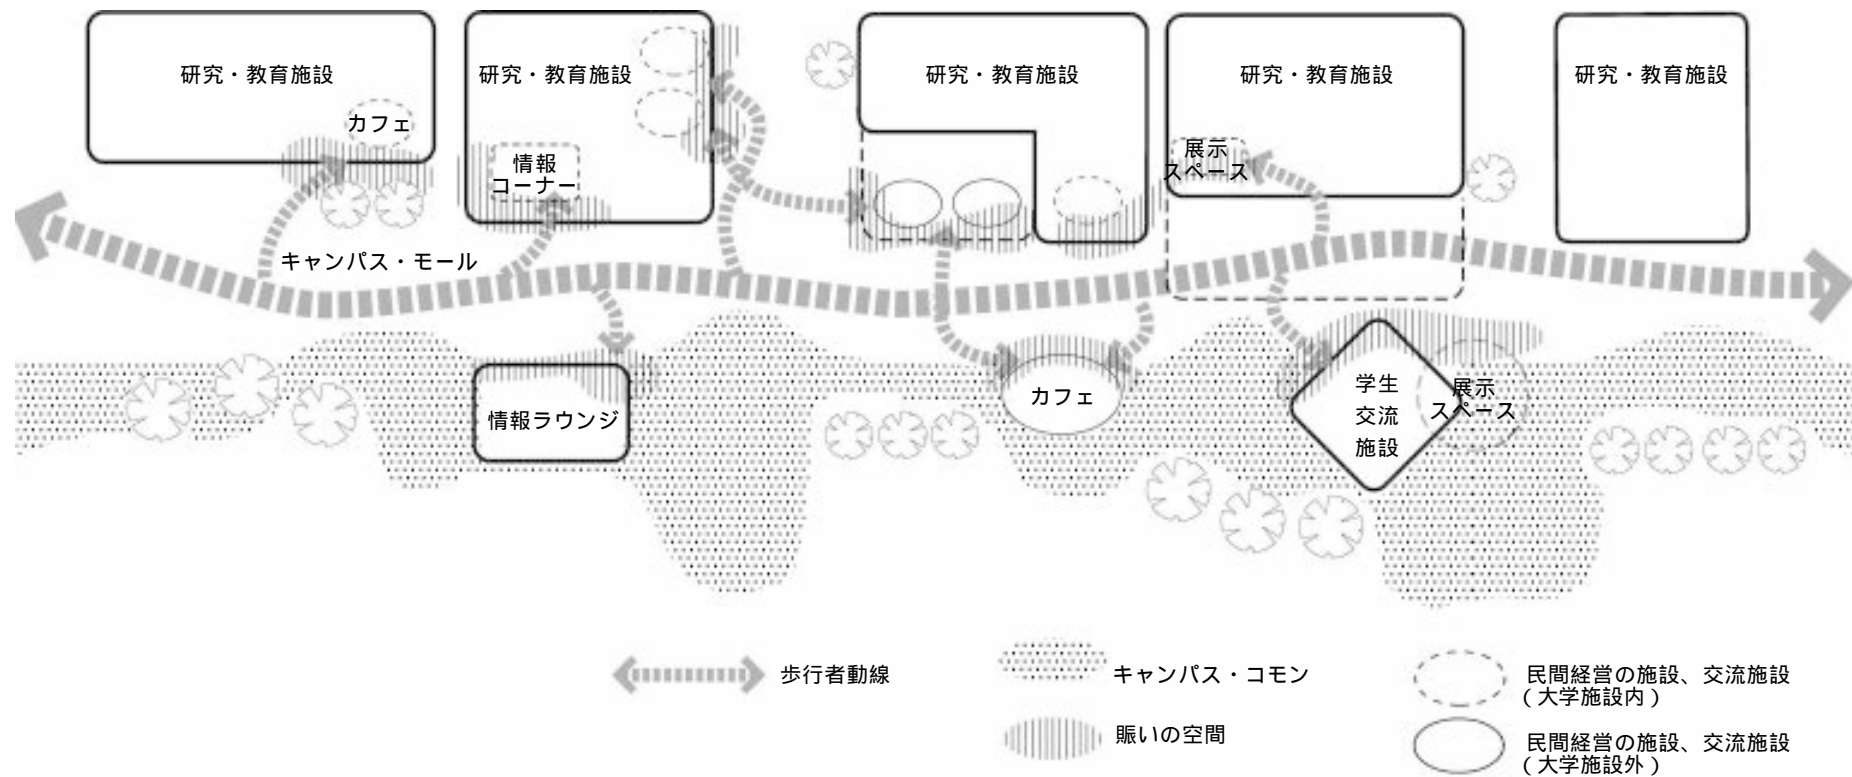 研究・教育施設
研究・教育施設
研究・教育施設
研究・教育施設
研究・教育施設
カフェ
情報
コーナー
展示
スペース
キャンパス・モール
情報ラウンジ
カフェ
学生
交流
施設
展示
スペース
歩行者動線
キャンパス・コモン
賑いの空間
民間経営の施設、交流施設
(大学施設内)
民間経営の施設、交流施設
(大学施設外)